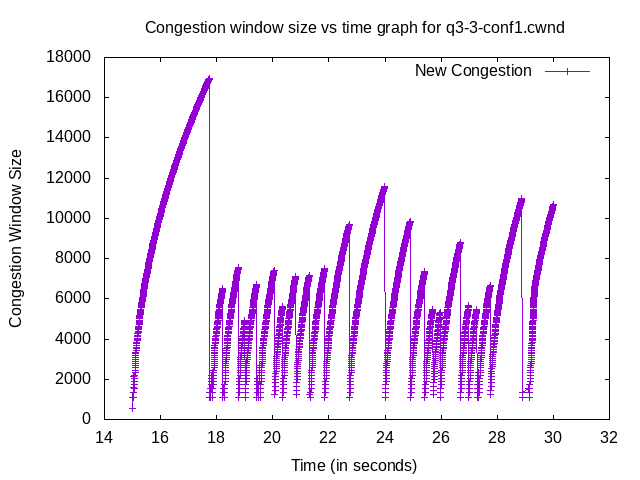 Congestion window size vs time graph for q3-3-conf1.cwnd
New Congestion
Congestion Window Size
18000
16000
14000
12000
10000
8000
6000
4000
2000
0
14 16 18 20 22 24 26 28 30 32
Time (in seconds)